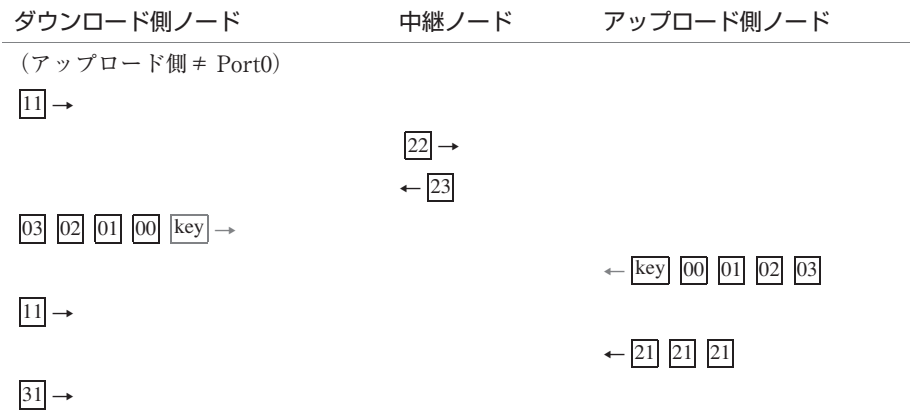 ダウンロード側ノード 中継ノード アップロード側ノード
（アップロード側≠ Port0）
11 →
22 →
← 23
03 02 01 00 key →
← key 00 01 02 03
11 →
← 21 21 21
31 →